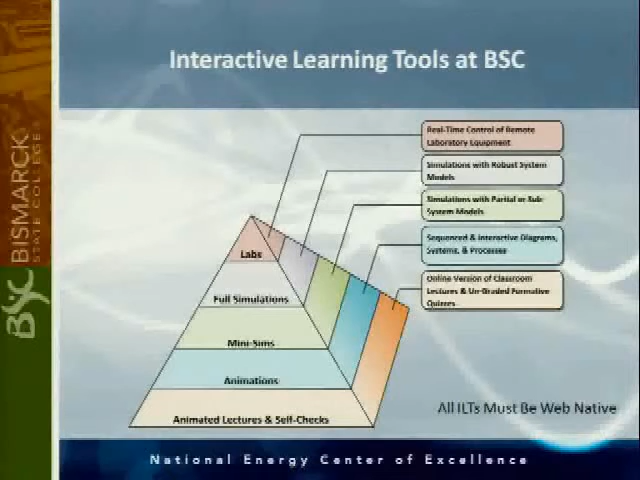 Interactive Learning Tools at BSC
Real-Time Control of Remote
Laboratory Equipment
Simulations with Robust System
Models
Simulations with Partial or Sub-
System Models
Sequenced & Interactive Diagrams,
Systems, & Processes
Online Version of Classroom
Lectures & Un-Graded Formative
Quizzes
Labs
Full Simulations
Mini-Sims
Animations
Animated Lectures & Self-Checks
All ILTs Must Be Web Native
National Energy Center of Excellence
BSC BISMARCK
STATE COLLEGE